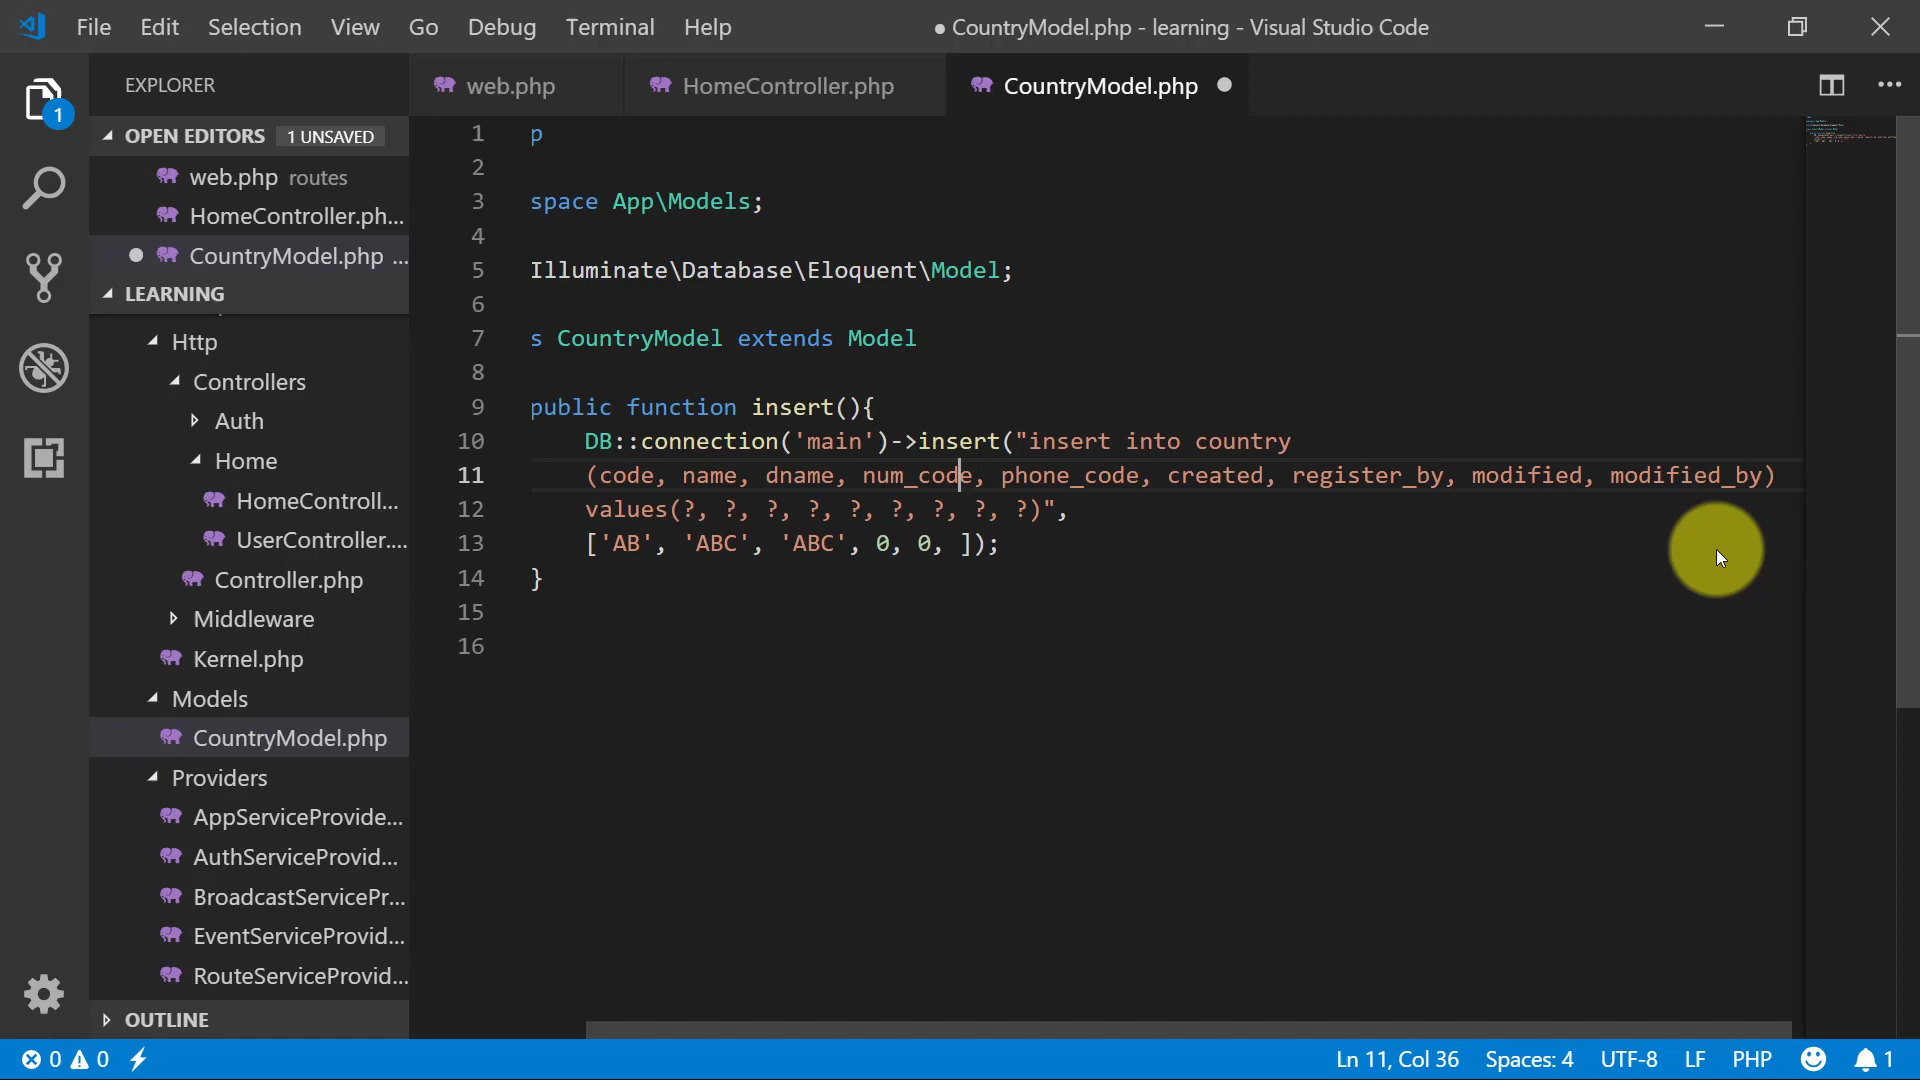 File Edit Selection View Go Debug Terminal Help
● CountryModel.php - learning - Visual Studio Code
EXPLORER
web.php
HomeController.php
CountryModel.php
1
OPEN EDITORS 1 UNSAVED
web.php routes
HomeController.ph...
CountryModel.php ...
LEARNING
Http
Controllers
Auth
Home
HomeControll...
UserController....
Controller.php
Middleware
Kernel.php
Models
CountryModel.php
Providers
AppServiceProvide...
AuthServiceProvid...
BroadcastServicePr...
EventServiceProvid...
RouteServiceProvid...
OUTLINE
1 p
2
3 space App\Models;
4
5 Illuminate\Database\Eloquent\Model;
6
7 s CountryModel extends Model
8
9 public function insert(){
10 DB::connection('main')->insert("insert into country
11 (code, name, dname, num_code, phone_code, created, register_by, modified, modified_by)
12 values(?, ?, ?, ?, ?, ?, ?, ?, ?)",
13 ['AB', 'ABC', 'ABC', 0, 0, ]);
14 }
15
16
0 0
Ln 11, Col 36 Spaces: 4 UTF-8 LF PHP 1